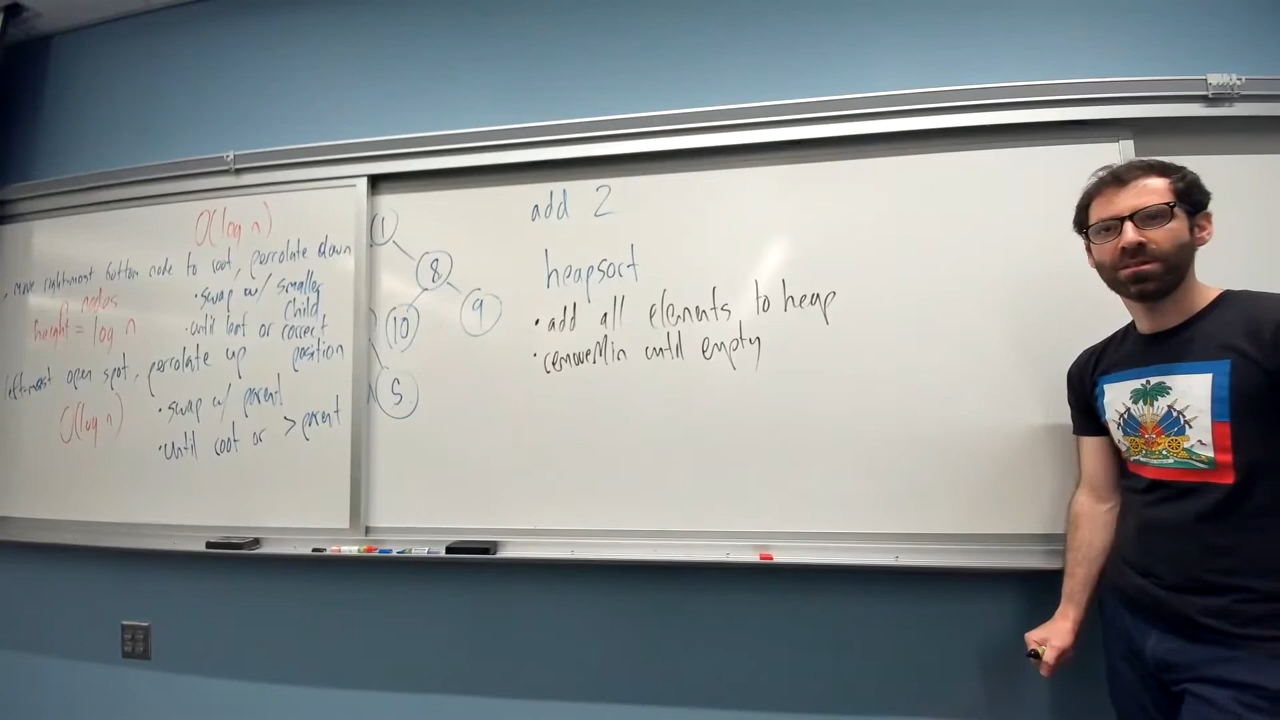 O(log n)
. move rightmost bottom node to root, percolate down
• swap w/ smaller child
• until leaf or correct position
n nodes
height = log n
leftmost open spot, percolate up
• swap w/ parent
• until root or > parent
O(log n)
1
8
10
9
5
add 2
heapsort
• add all elements to heap
• removeMin until empty